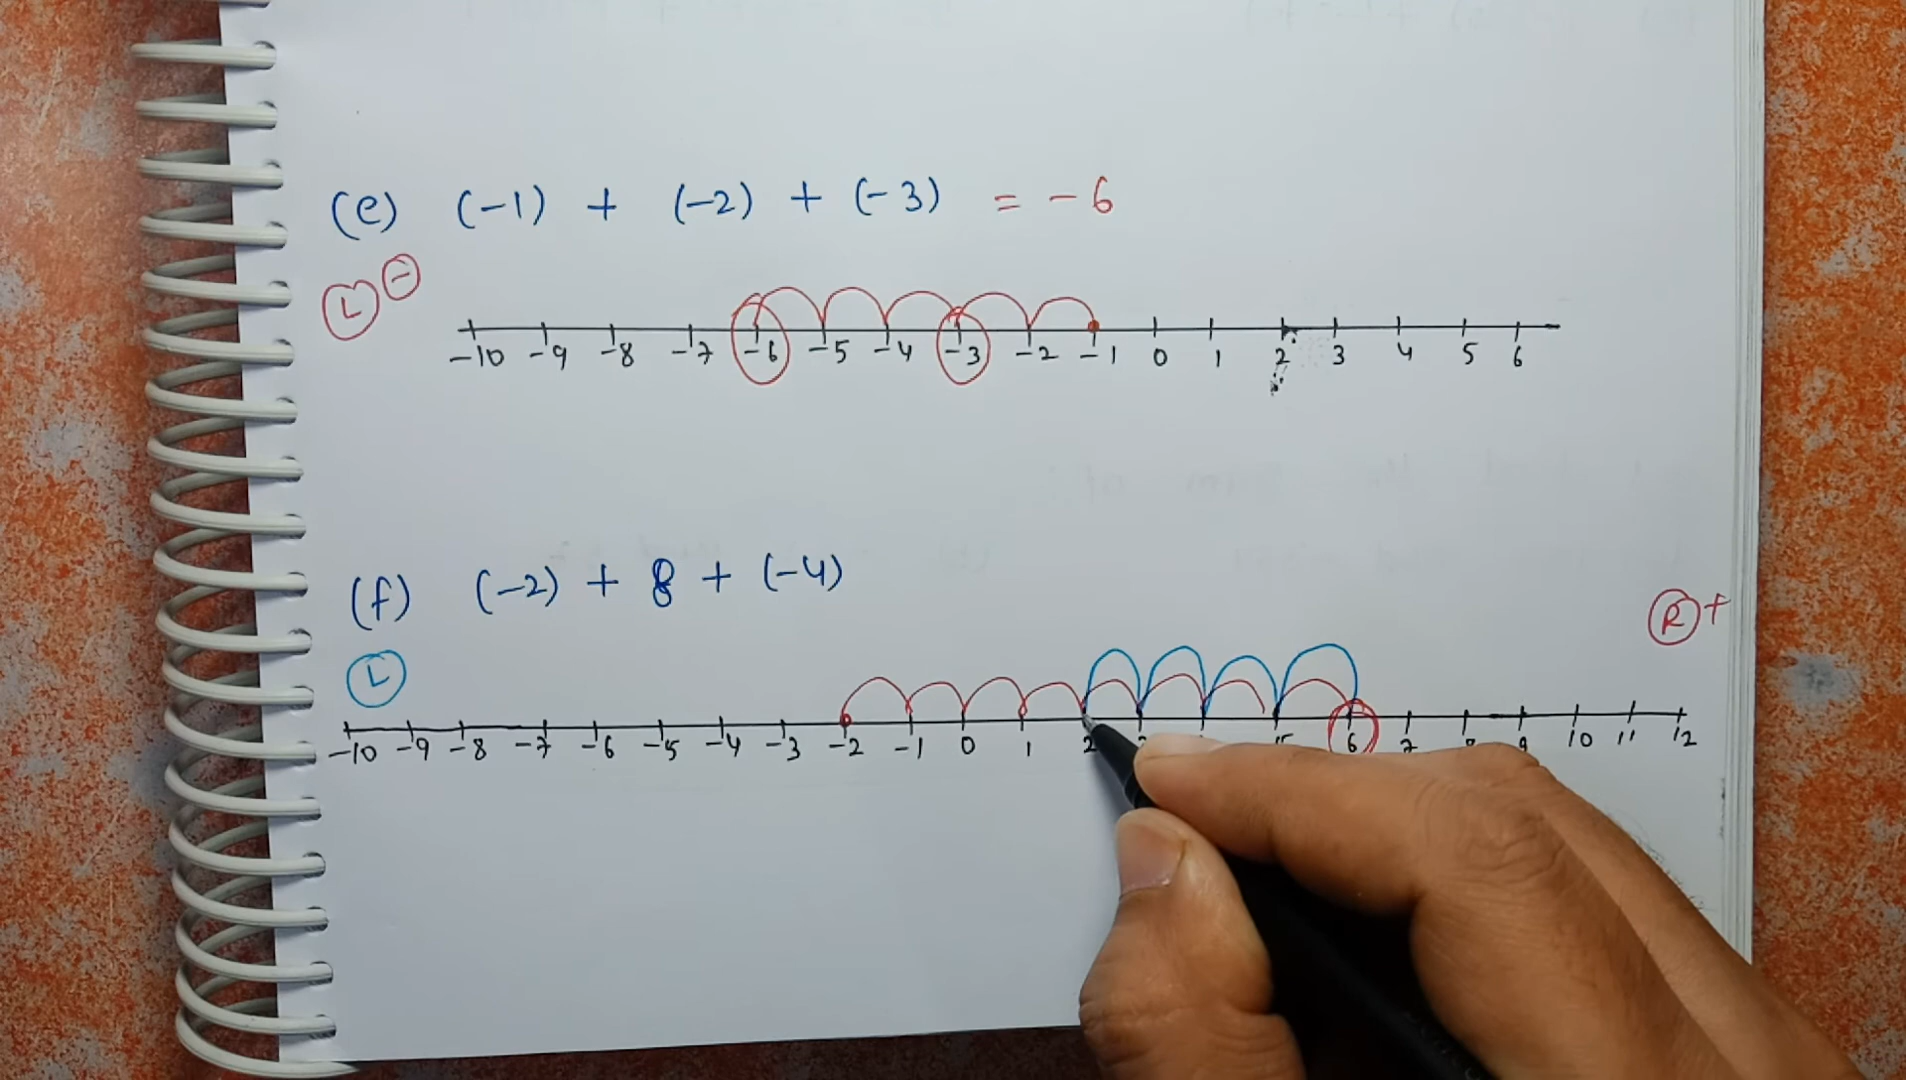 (e) (-1) + (-2) + (-3) = -6
L -
-10 -9 -8 -7 -6 -5 -4 -3 -2 -1 0 1 2 3 4 5 6
(f) (-2) + 8 + (-4)
R +
L
-10 -9 -8 -7 -6 -5 -4 -3 -2 -1 0 1 2 6 7 9 10 11 12